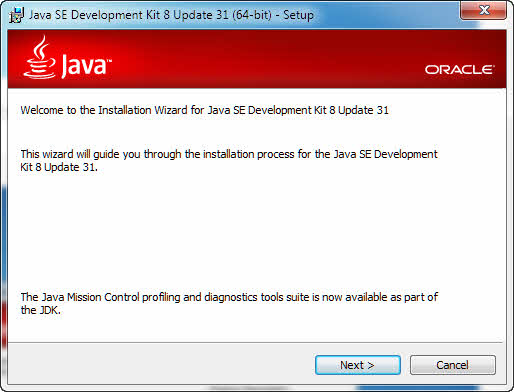 Java SE Development Kit 8 Update 31 (64-bit) - Setup
Java™
ORACLE®
Welcome to the Installation Wizard for Java SE Development Kit 8 Update 31
This wizard will guide you through the installation process for the Java SE Development
Kit 8 Update 31.
The Java Mission Control profiling and diagnostics tools suite is now available as part of
the JDK.
Next >
Cancel